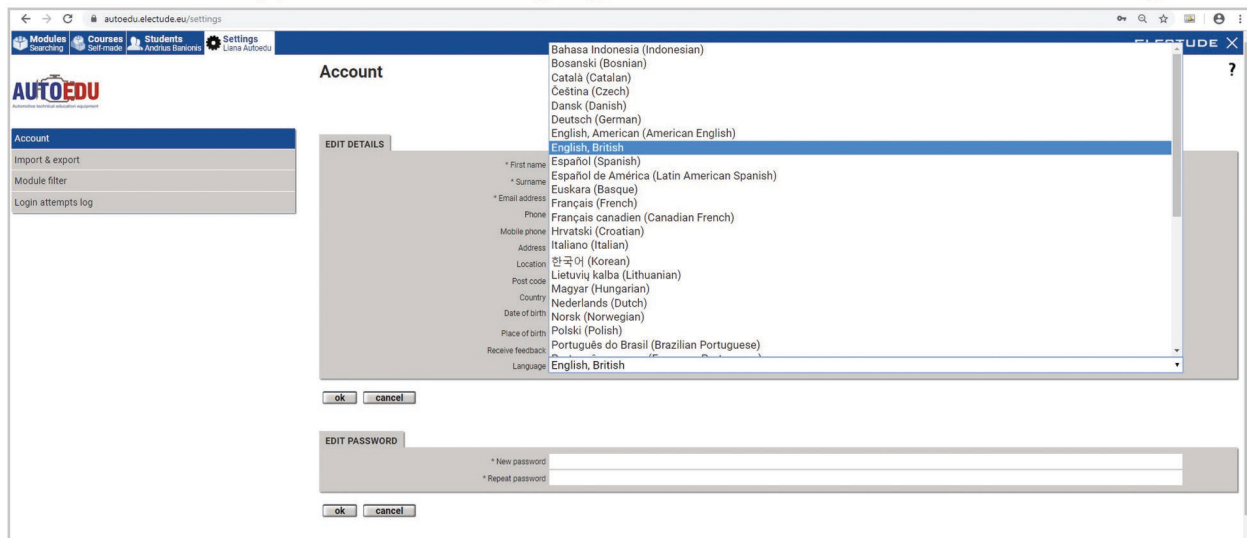 autoedu.electude.eu/settings
Modules Courses Students Settings
Searching Self-made Andrius Banionis Liana Autoedu
AUTOEDU
Automotive technical education equipment
Account
Import & export
Module filter
Login attempts log
Account
?
EDIT DETAILS
* First name
* Surname
* Email address
Phone
Mobile phone
Address
Location
Post code
Country
Date of birth
Place of birth
Receive feedback
Language English, British
Bahasa Indonesia (Indonesian)
Bosanski (Bosnian)
Català (Catalan)
Čeština (Czech)
Dansk (Danish)
Deutsch (German)
English, American (American English)
English, British
Español (Spanish)
Español de América (Latin American Spanish)
Euskara (Basque)
Français (French)
Français canadien (Canadian French)
Hrvatski (Croatian)
Italiano (Italian)
한국어 (Korean)
Lietuvių kalba (Lithuanian)
Magyar (Hungarian)
Nederlands (Dutch)
Norsk (Norwegian)
Polski (Polish)
Português do Brasil (Brazilian Portuguese)
ok cancel
EDIT PASSWORD
* New password
* Repeat password
ok cancel